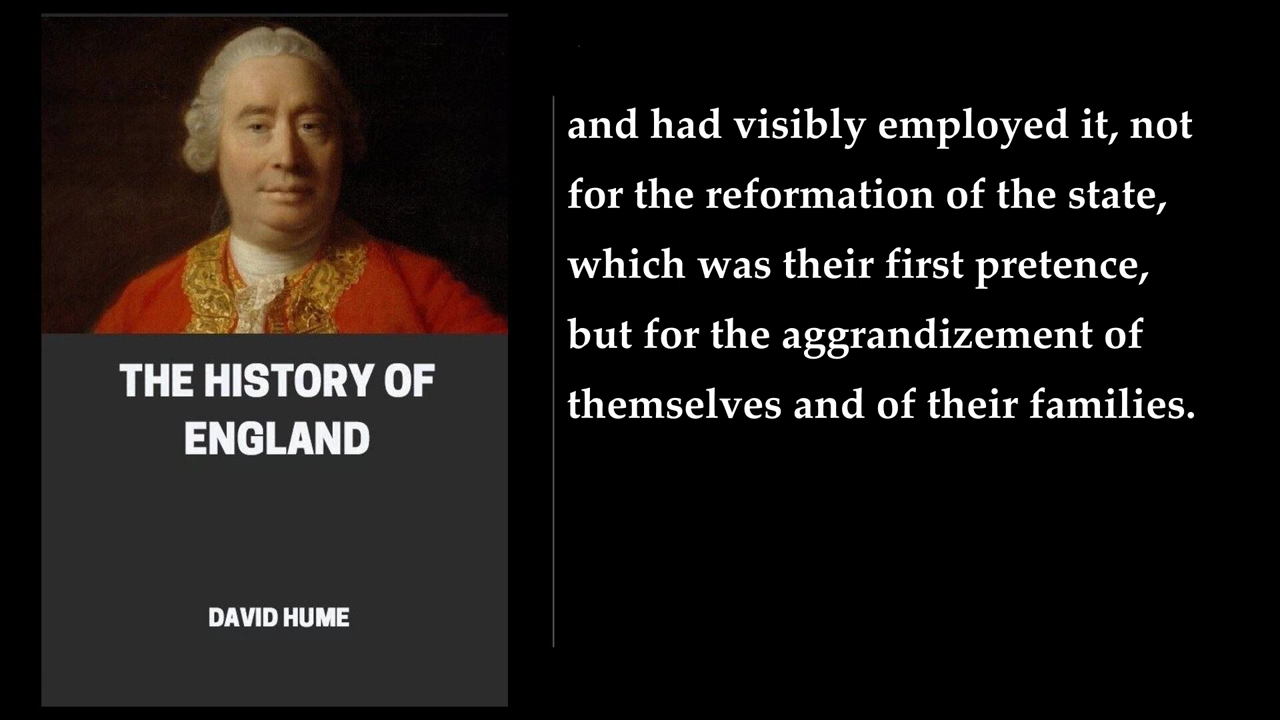 THE HISTORY OF
ENGLAND
DAVID HUME
and had visibly employed it, not
for the reformation of the state,
which was their first pretence,
but for the aggrandizement of
themselves and of their families.